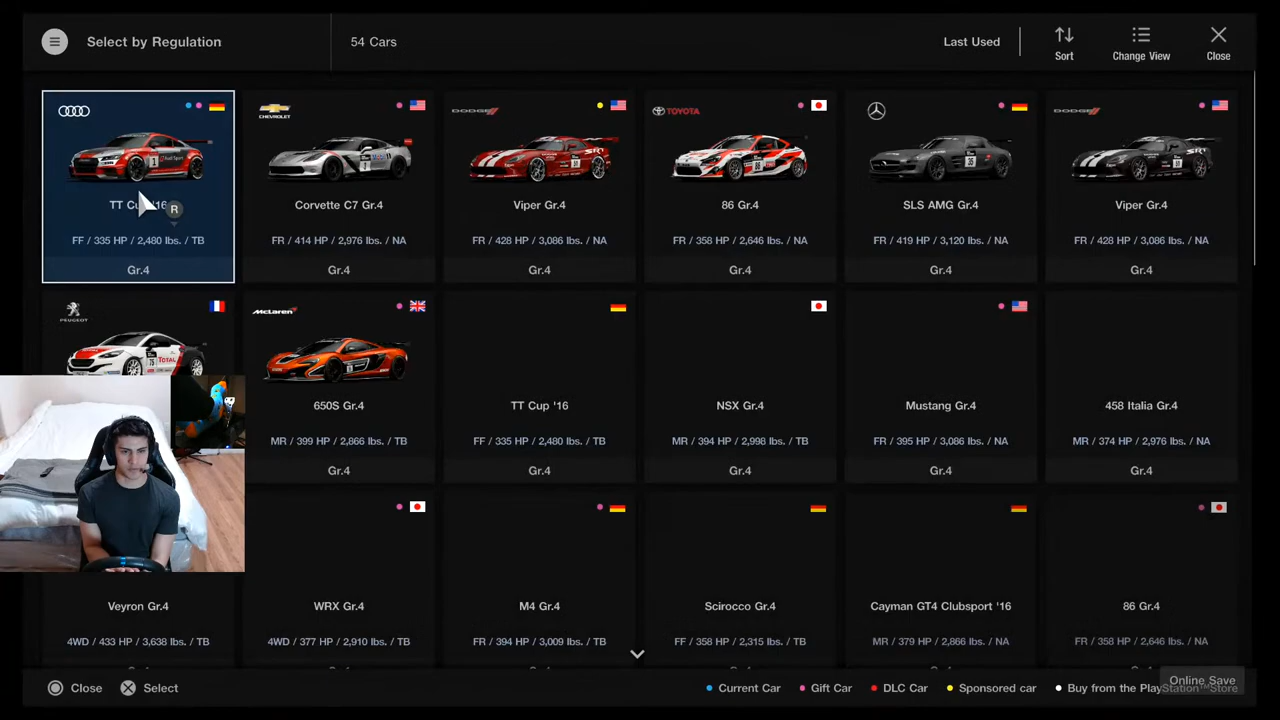 Select by Regulation
54 Cars
Last Used
Sort
Change View
Close
CHEVROLET
DODGE
TOYOTA
DODGE
R
TT Cup '16
Corvette C7 Gr.4
Viper Gr.4
86 Gr.4
SLS AMG Gr.4
Viper Gr.4
FF / 335 HP / 2,480 lbs. / TB
FR / 414 HP / 2,976 lbs. / NA
FR / 428 HP / 3,086 lbs. / NA
FR / 358 HP / 2,646 lbs. / NA
FR / 419 HP / 3,120 lbs. / NA
FR / 428 HP / 3,086 lbs. / NA
Gr.4
Gr.4
Gr.4
Gr.4
Gr.4
Gr.4
PEUGEOT
McLaren
TOTAL
650S Gr.4
TT Cup '16
NSX Gr.4
Mustang Gr.4
458 Italia Gr.4
MR / 399 HP / 2,866 lbs. / TB
FF / 335 HP / 2,480 lbs. / TB
MR / 394 HP / 2,998 lbs. / TB
FR / 395 HP / 3,086 lbs. / NA
MR / 374 HP / 2,976 lbs. / NA
Gr.4
Gr.4
Gr.4
Gr.4
Gr.4
Veyron Gr.4
WRX Gr.4
M4 Gr.4
Scirocco Gr.4
Cayman GT4 Clubsport '16
86 Gr.4
4WD / 433 HP / 3,638 lbs. / TB
4WD / 377 HP / 2,910 lbs. / TB
FR / 394 HP / 3,009 lbs. / TB
FF / 358 HP / 2,315 lbs. / TB
MR / 379 HP / 2,866 lbs. / NA
FR / 358 HP / 2,646 lbs. / NA
Close
Select
Current Car
Gift Car
DLC Car
Sponsored car
Buy from the PlayStation™Store
Online Save